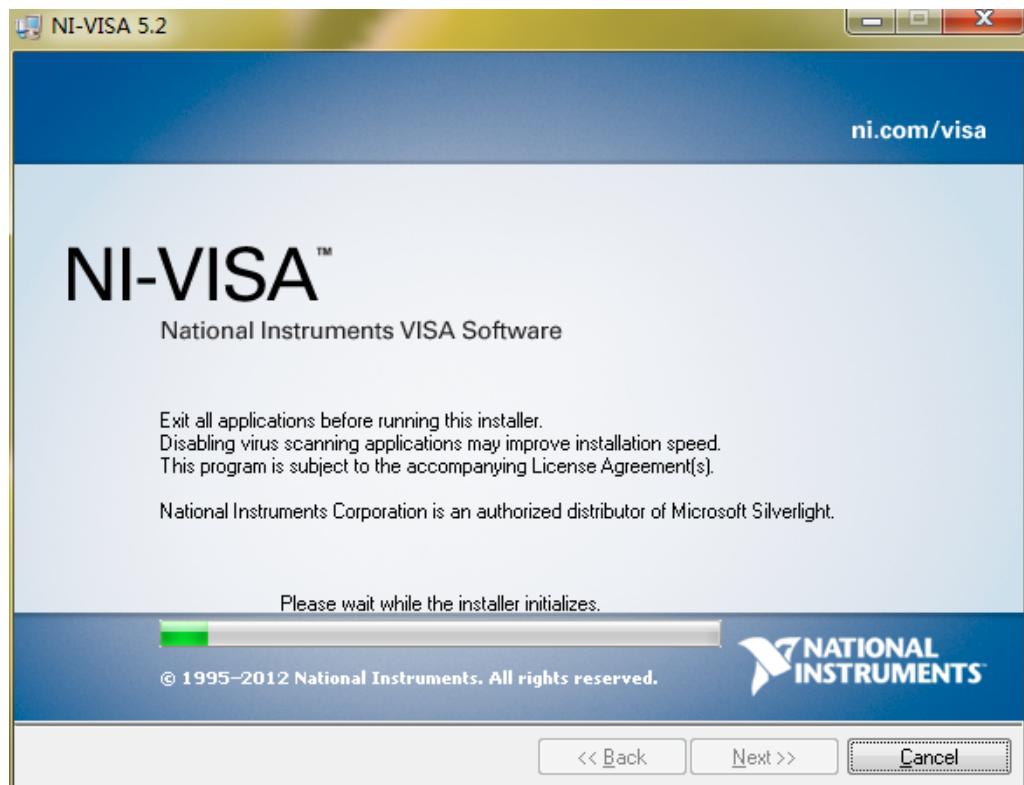 NI-VISA 5.2
ni.com/visa
NI-VISA™
National Instruments VISA Software
Exit all applications before running this installer.
Disabling virus scanning applications may improve installation speed.
This program is subject to the accompanying License Agreement(s).
National Instruments Corporation is an authorized distributor of Microsoft Silverlight.
Please wait while the installer initializes.
NATIONAL
INSTRUMENTS™
© 1995–2012 National Instruments. All rights reserved.
<< Back
Next >>
Cancel